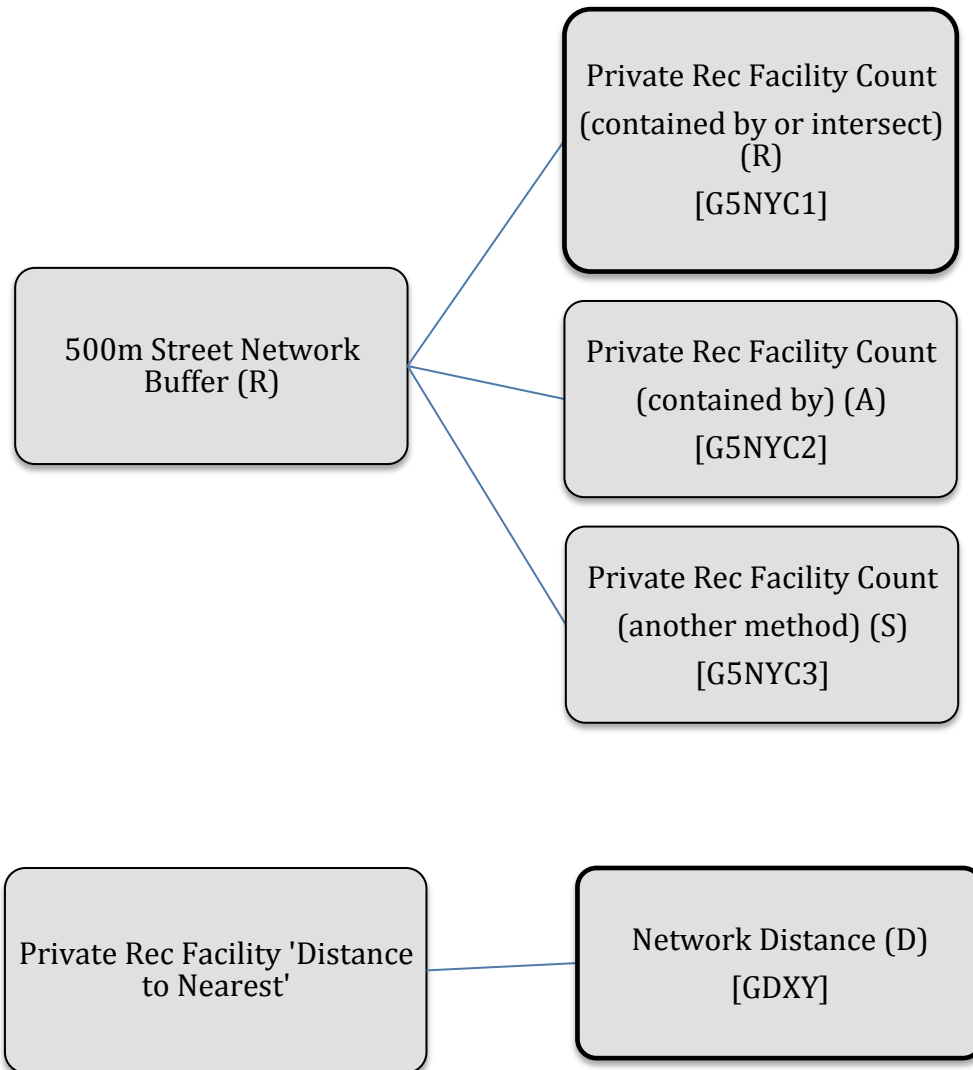 Private Rec Facility Count
(contained by or intersect)
(R)
[G5NYC1]
500m Street Network
Buffer (R)
Private Rec Facility Count
(contained by) (A)
[G5NYC2]
Private Rec Facility Count
(another method) (S)
[G5NYC3]
Private Rec Facility 'Distance
to Nearest'
Network Distance (D)
[GDXY]